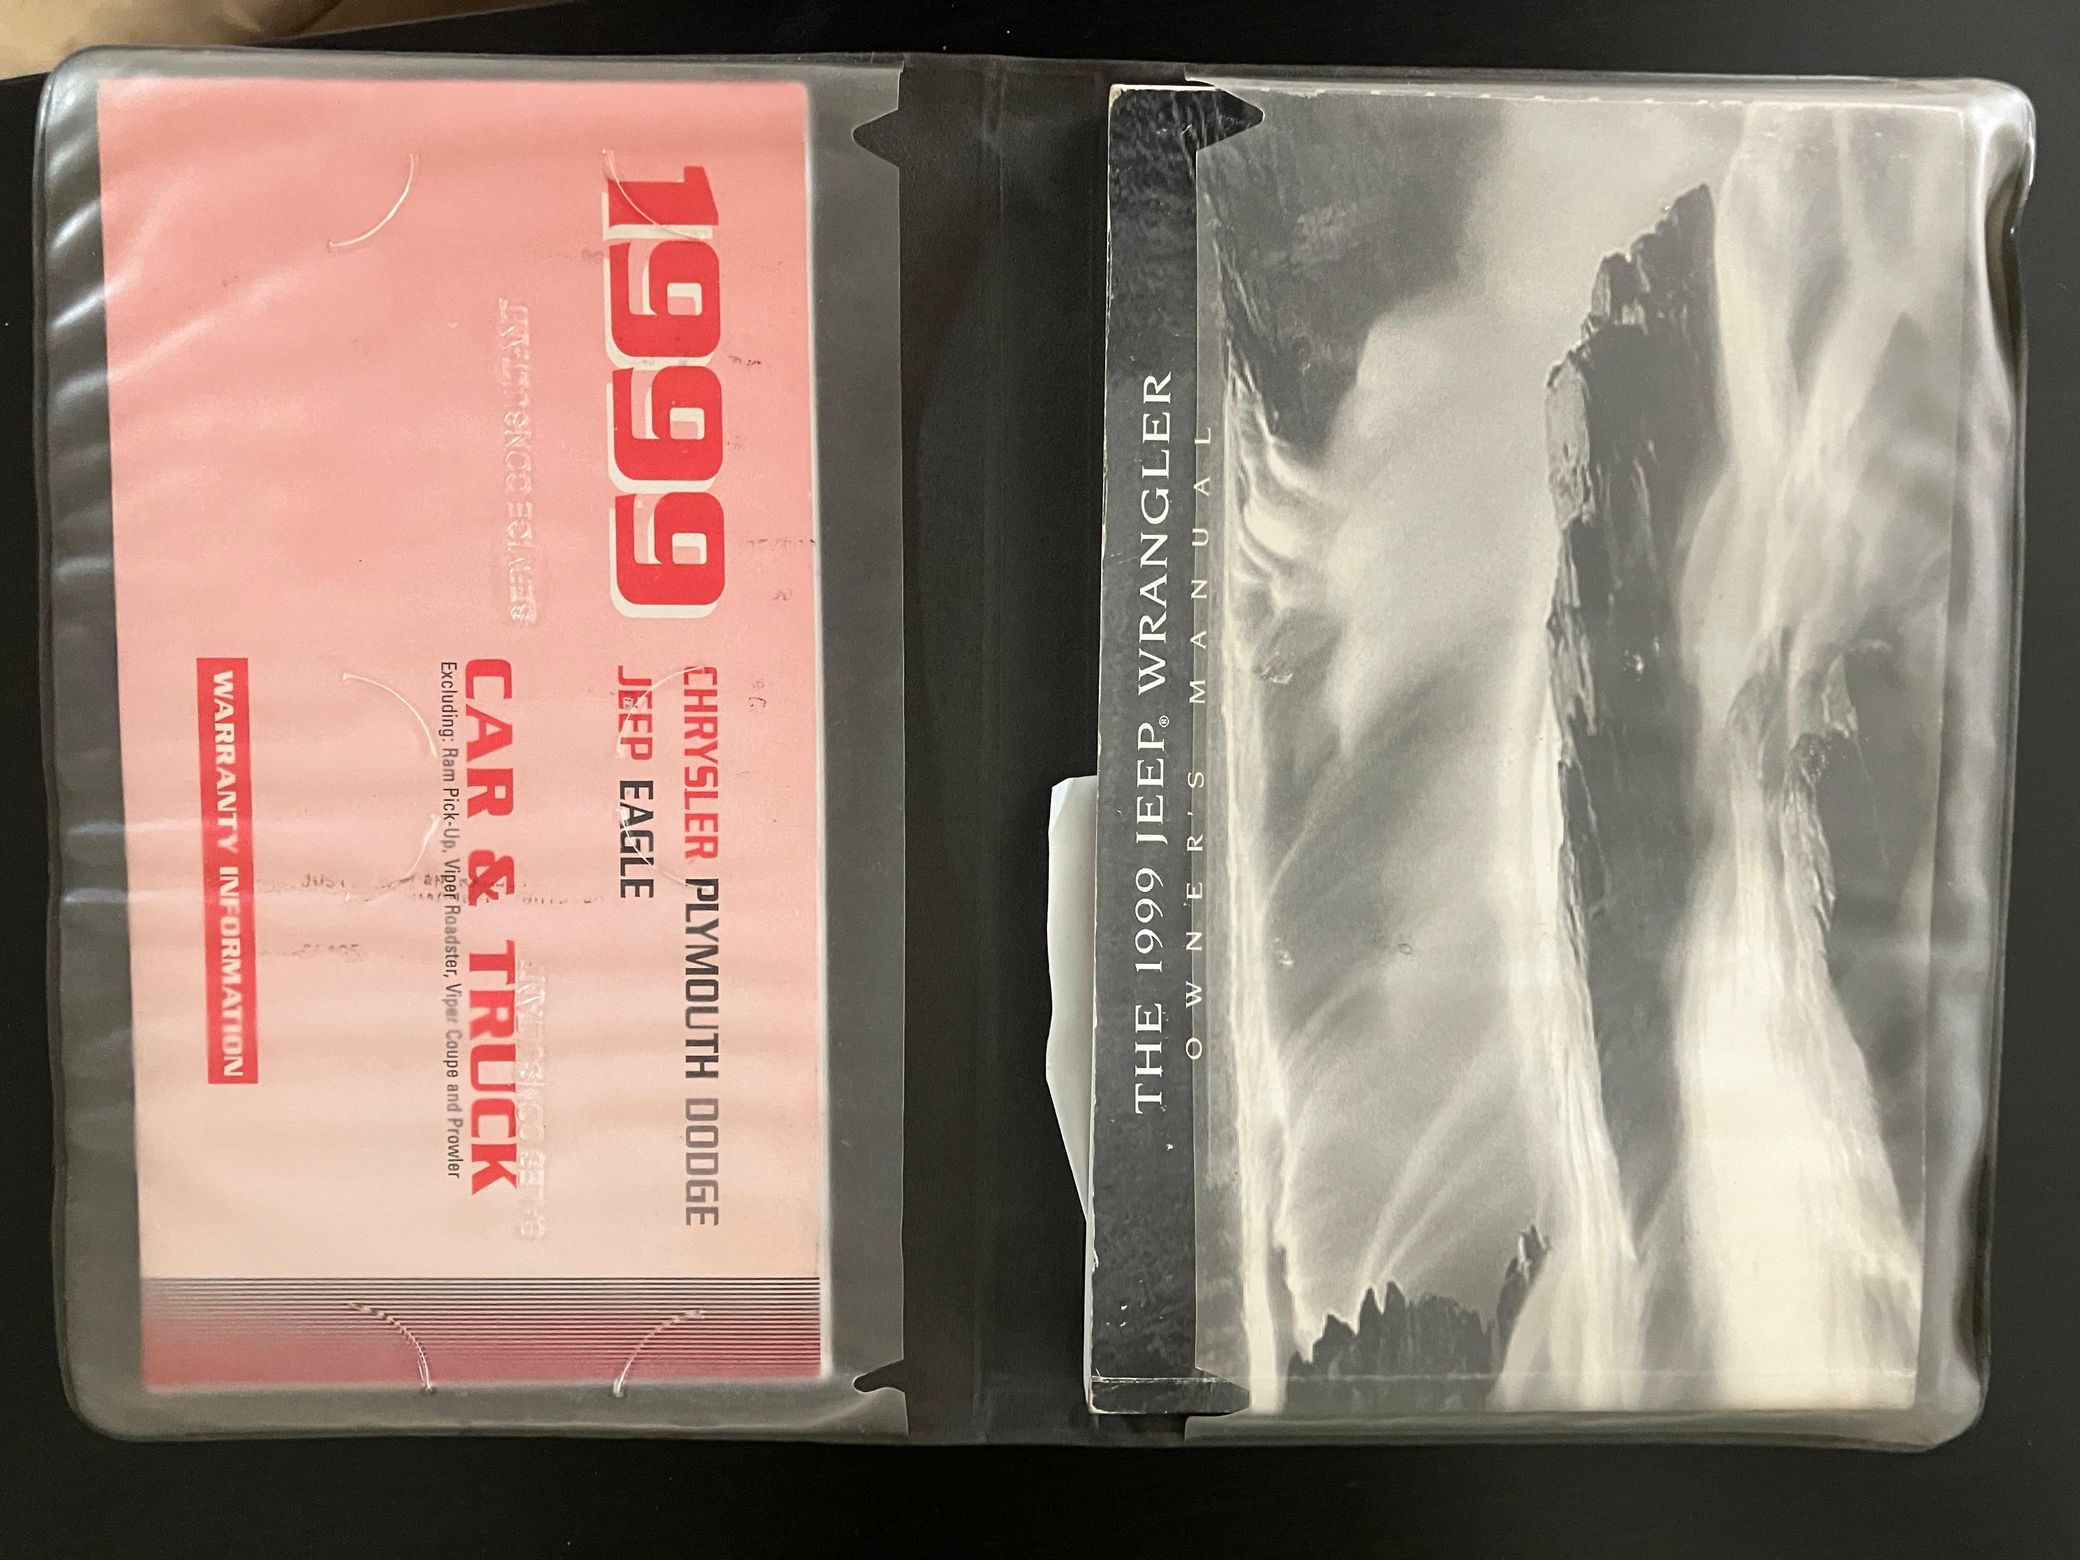 1999
CHRYSLER PLYMOUTH DODGE
JEEP EAGLE
CAR & TRUCK
Excluding: Ram Pick-Up, Viper Roadster, Viper Coupe and Prowler
WARRANTY INFORMATION
THE 1999 JEEP® WRANGLER
OWNER'S MANUAL